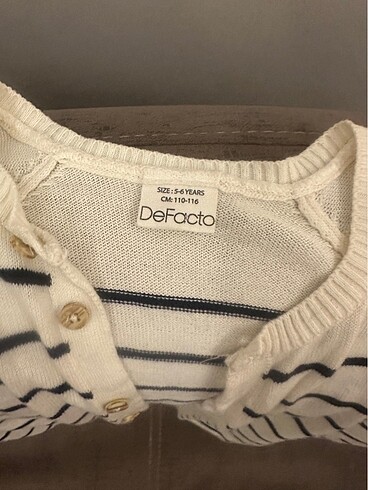 SIZE : 5-6 YEARS
CM: 110-116
DeFacto